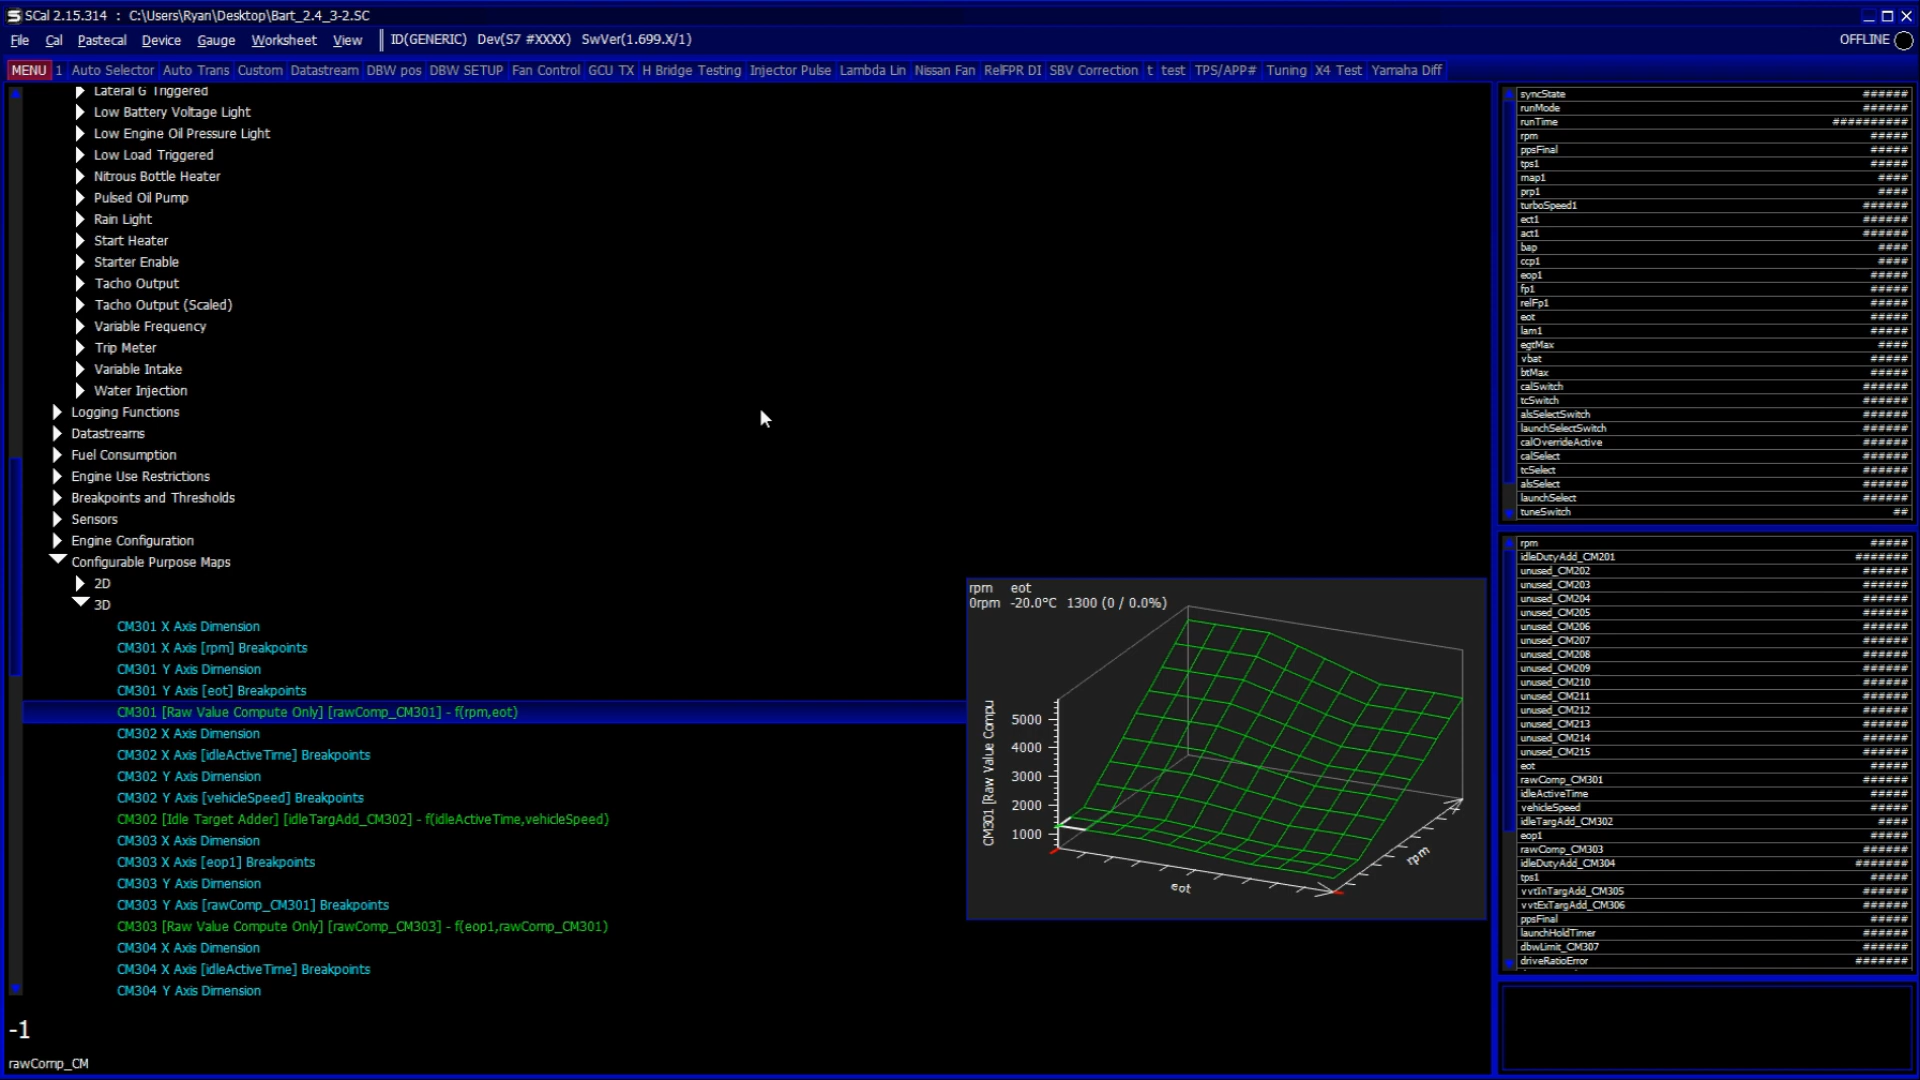 SCal 2.15.314 : C:\Users\Ryan\Desktop\Bart_2.4_3-2.SC
File Cal Pastecal Device Gauge Worksheet View ID(GENERIC) Dev(S7 #XXXX) SwVer(1.699.X/1) OFFLINE
MENU 1 Auto Selector Auto Trans Custom Datastream DBW pos DBW SETUP Fan Control GCU TX H Bridge Testing Injector Pulse Lambda Lin Nissan Fan RelFPR DI SBV Correction t test TPS/APP# Tuning X4 Test Yamaha Diff
Lateral G Triggered
Low Battery Voltage Light
Low Engine Oil Pressure Light
Low Load Triggered
Nitrous Bottle Heater
Pulsed Oil Pump
Rain Light
Start Heater
Starter Enable
Tacho Output
Tacho Output (Scaled)
Variable Frequency
Trip Meter
Variable Intake
Water Injection
Logging Functions
Datastreams
Fuel Consumption
Engine Use Restrictions
Breakpoints and Thresholds
Sensors
Engine Configuration
Configurable Purpose Maps
2D
3D
CM301 X Axis Dimension
CM301 X Axis [rpm] Breakpoints
CM301 Y Axis Dimension
CM301 Y Axis [eot] Breakpoints
CM301 [Raw Value Compute Only] [rawComp_CM301] - f(rpm,eot)
CM302 X Axis Dimension
CM302 X Axis [idleActiveTime] Breakpoints
CM302 Y Axis Dimension
CM302 Y Axis [vehicleSpeed] Breakpoints
CM302 [Idle Target Adder] [idleTargAdd_CM302] - f(idleActiveTime,vehicleSpeed)
CM303 X Axis Dimension
CM303 X Axis [eop1] Breakpoints
CM303 Y Axis Dimension
CM303 Y Axis [rawComp_CM301] Breakpoints
CM303 [Raw Value Compute Only] [rawComp_CM303] - f(eop1,rawComp_CM301)
CM304 X Axis Dimension
CM304 X Axis [idleActiveTime] Breakpoints
CM304 Y Axis Dimension
-1
rawComp_CM
rpm eot
0rpm -20.0°C 1300 (0 / 0.0%)
CM301 [Raw Value Compu
5000
4000
3000
2000
1000
eot
rpm
syncState ######
runMode ######
runTime ##########
rpm #####
ppsFinal #####
tps1 #####
map1 ####
prp1 ####
turboSpeed1 ######
ect1 ######
act1 ######
bap ####
ccp1 ####
eop1 #####
fp1 #####
relFp1 #####
eot #####
lam1 #####
egtMax ####
vbat #####
btMax #####
calSwitch ######
tcSwitch ######
alsSelectSwitch ######
launchSelectSwitch ######
calOverrideActive ######
calSelect ######
tcSelect ######
alsSelect ######
launchSelect ######
tuneSwitch ##
rpm #####
idleDutyAdd_CM201 #######
unused_CM202 ######
unused_CM203 ######
unused_CM204 ######
unused_CM205 ######
unused_CM206 ######
unused_CM207 ######
unused_CM208 ######
unused_CM209 ######
unused_CM210 ######
unused_CM211 ######
unused_CM212 ######
unused_CM213 ######
unused_CM214 ######
unused_CM215 ######
eot #####
rawComp_CM301 ######
idleActiveTime #####
vehicleSpeed #####
idleTargAdd_CM302 ####
eop1 #####
rawComp_CM303 ######
idleDutyAdd_CM304 #######
tps1 #####
vvtInTargAdd_CM305 ######
vvtExTargAdd_CM306 ######
ppsFinal #####
launchHoldTimer ######
dbwLimit_CM307 ######
driveRatioError #######